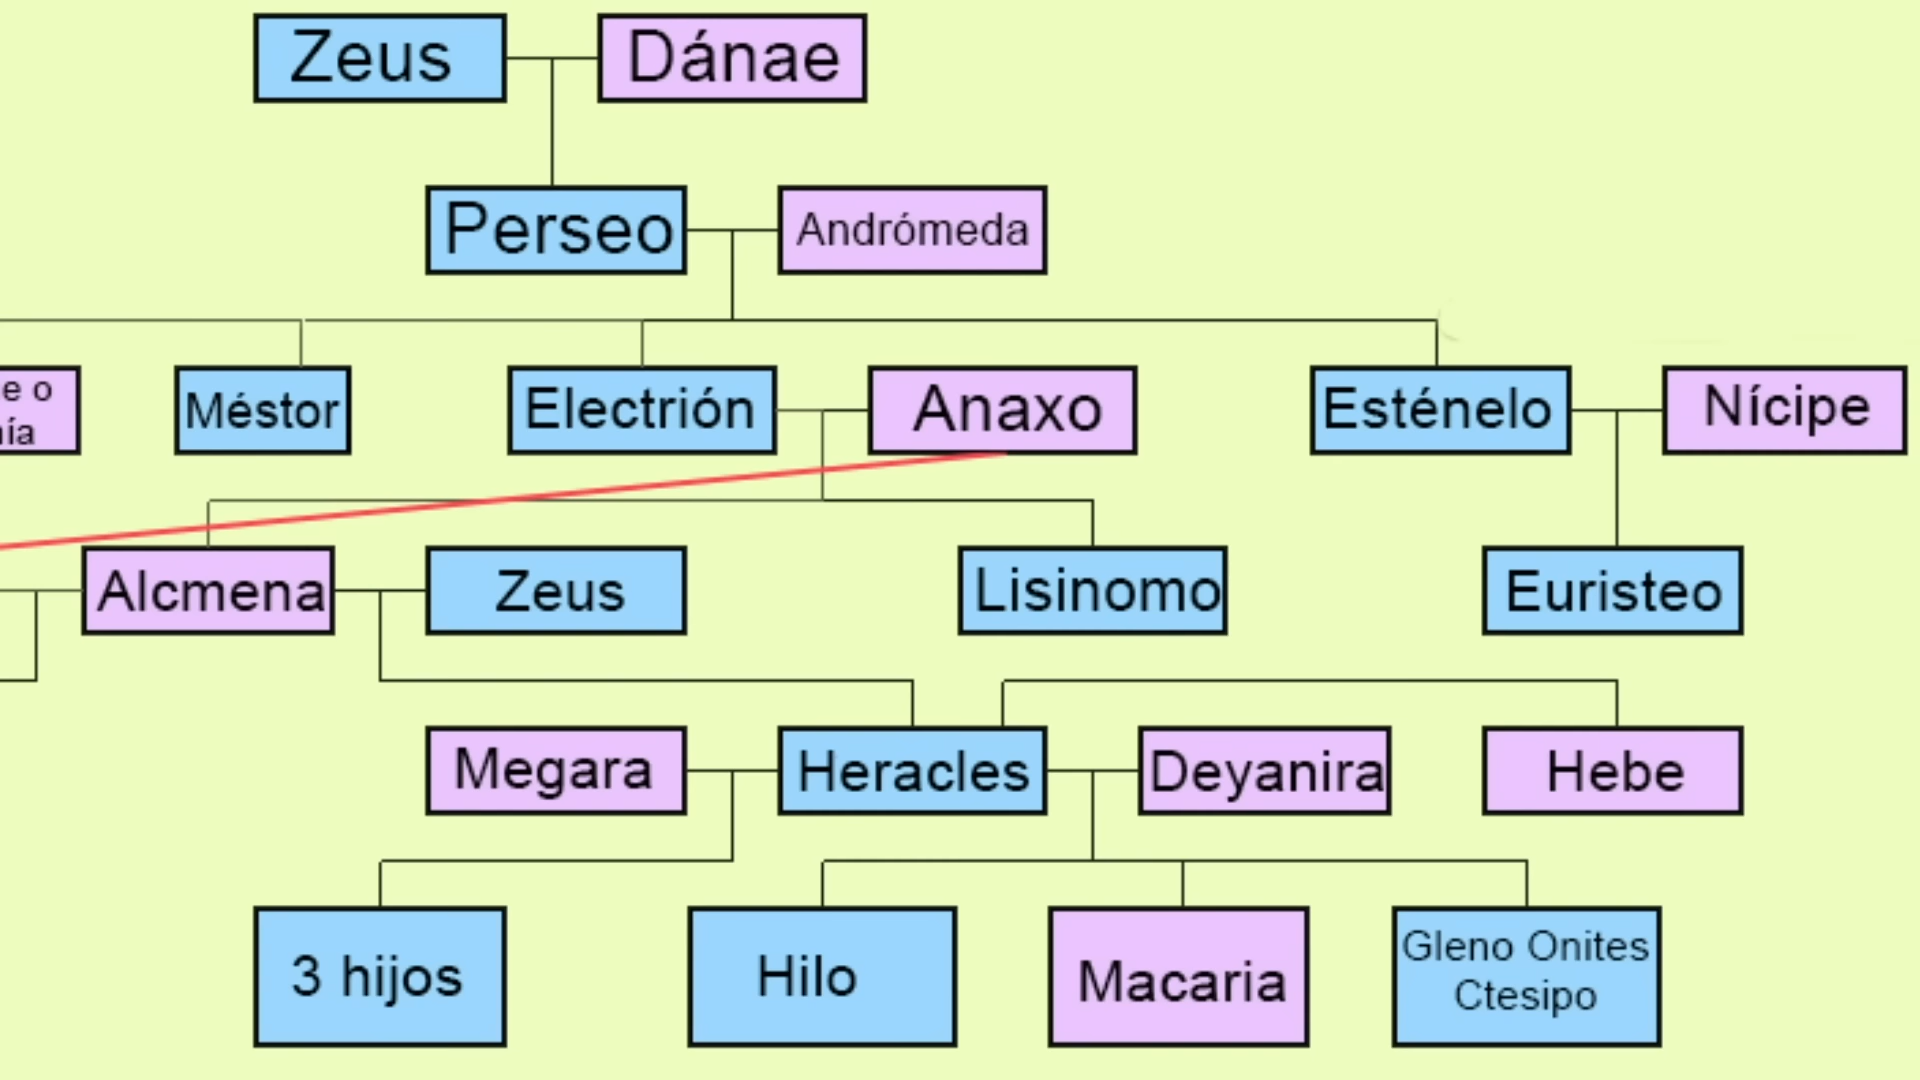 Zeus
Dánae
Perseo
Andrómeda
e o
ía
Méstor
Electrión
Anaxo
Esténelo
Nícipe
Alcmena
Zeus
Lisinomo
Euristeo
Megara
Heracles
Deyanira
Hebe
3 hijos
Hilo
Macaria
Gleno Onites
Ctesipo